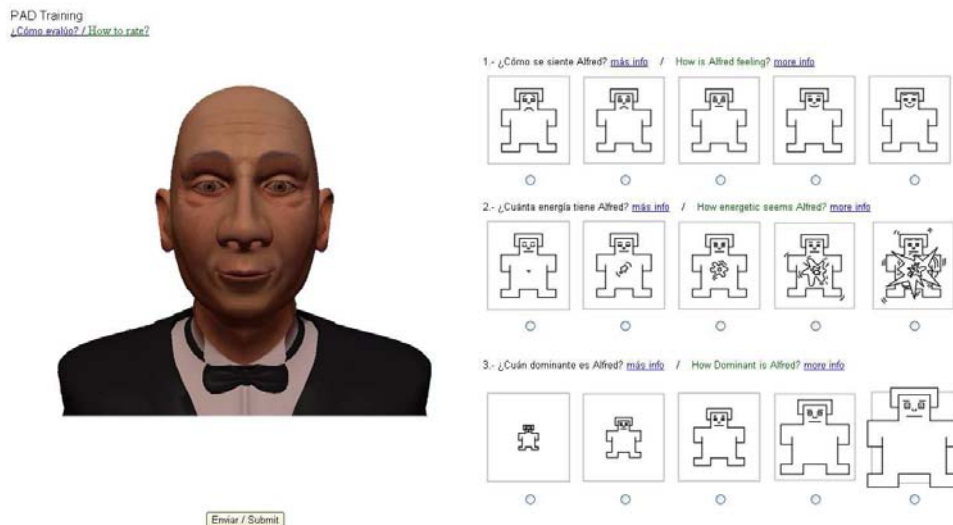 PAD Training
¿Cómo evalúo? / How to rate?
1.- ¿Cómo se siente Alfred? más info / How is Alfred feeling? more info
2.- ¿Cuánta energía tiene Alfred? más info / How energetic seems Alfred? more info
3.- ¿Cuán dominante es Alfred? más info / How Dominant is Alfred? more info
Enviar / Submit